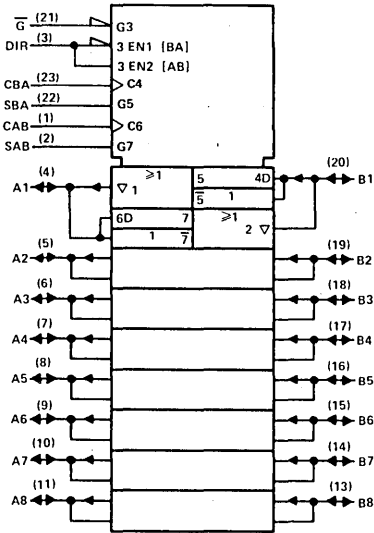 G̅ (21) G3
DIR (3) 3 EN1 [BA]
3 EN2 [AB]
CBA (23) C4
SBA (22) G5
CAB (1) C6
SAB (2) G7
A1 (4) ⩾1 ▽ 1 5 4D (20) B1
5̅ 1
6D 7 ⩾1
1 7̅ 2 ▽
A2 (5) (19) B2
A3 (6) (18) B3
A4 (7) (17) B4
A5 (8) (16) B5
A6 (9) (15) B6
A7 (10) (14) B7
A8 (11) (13) B8